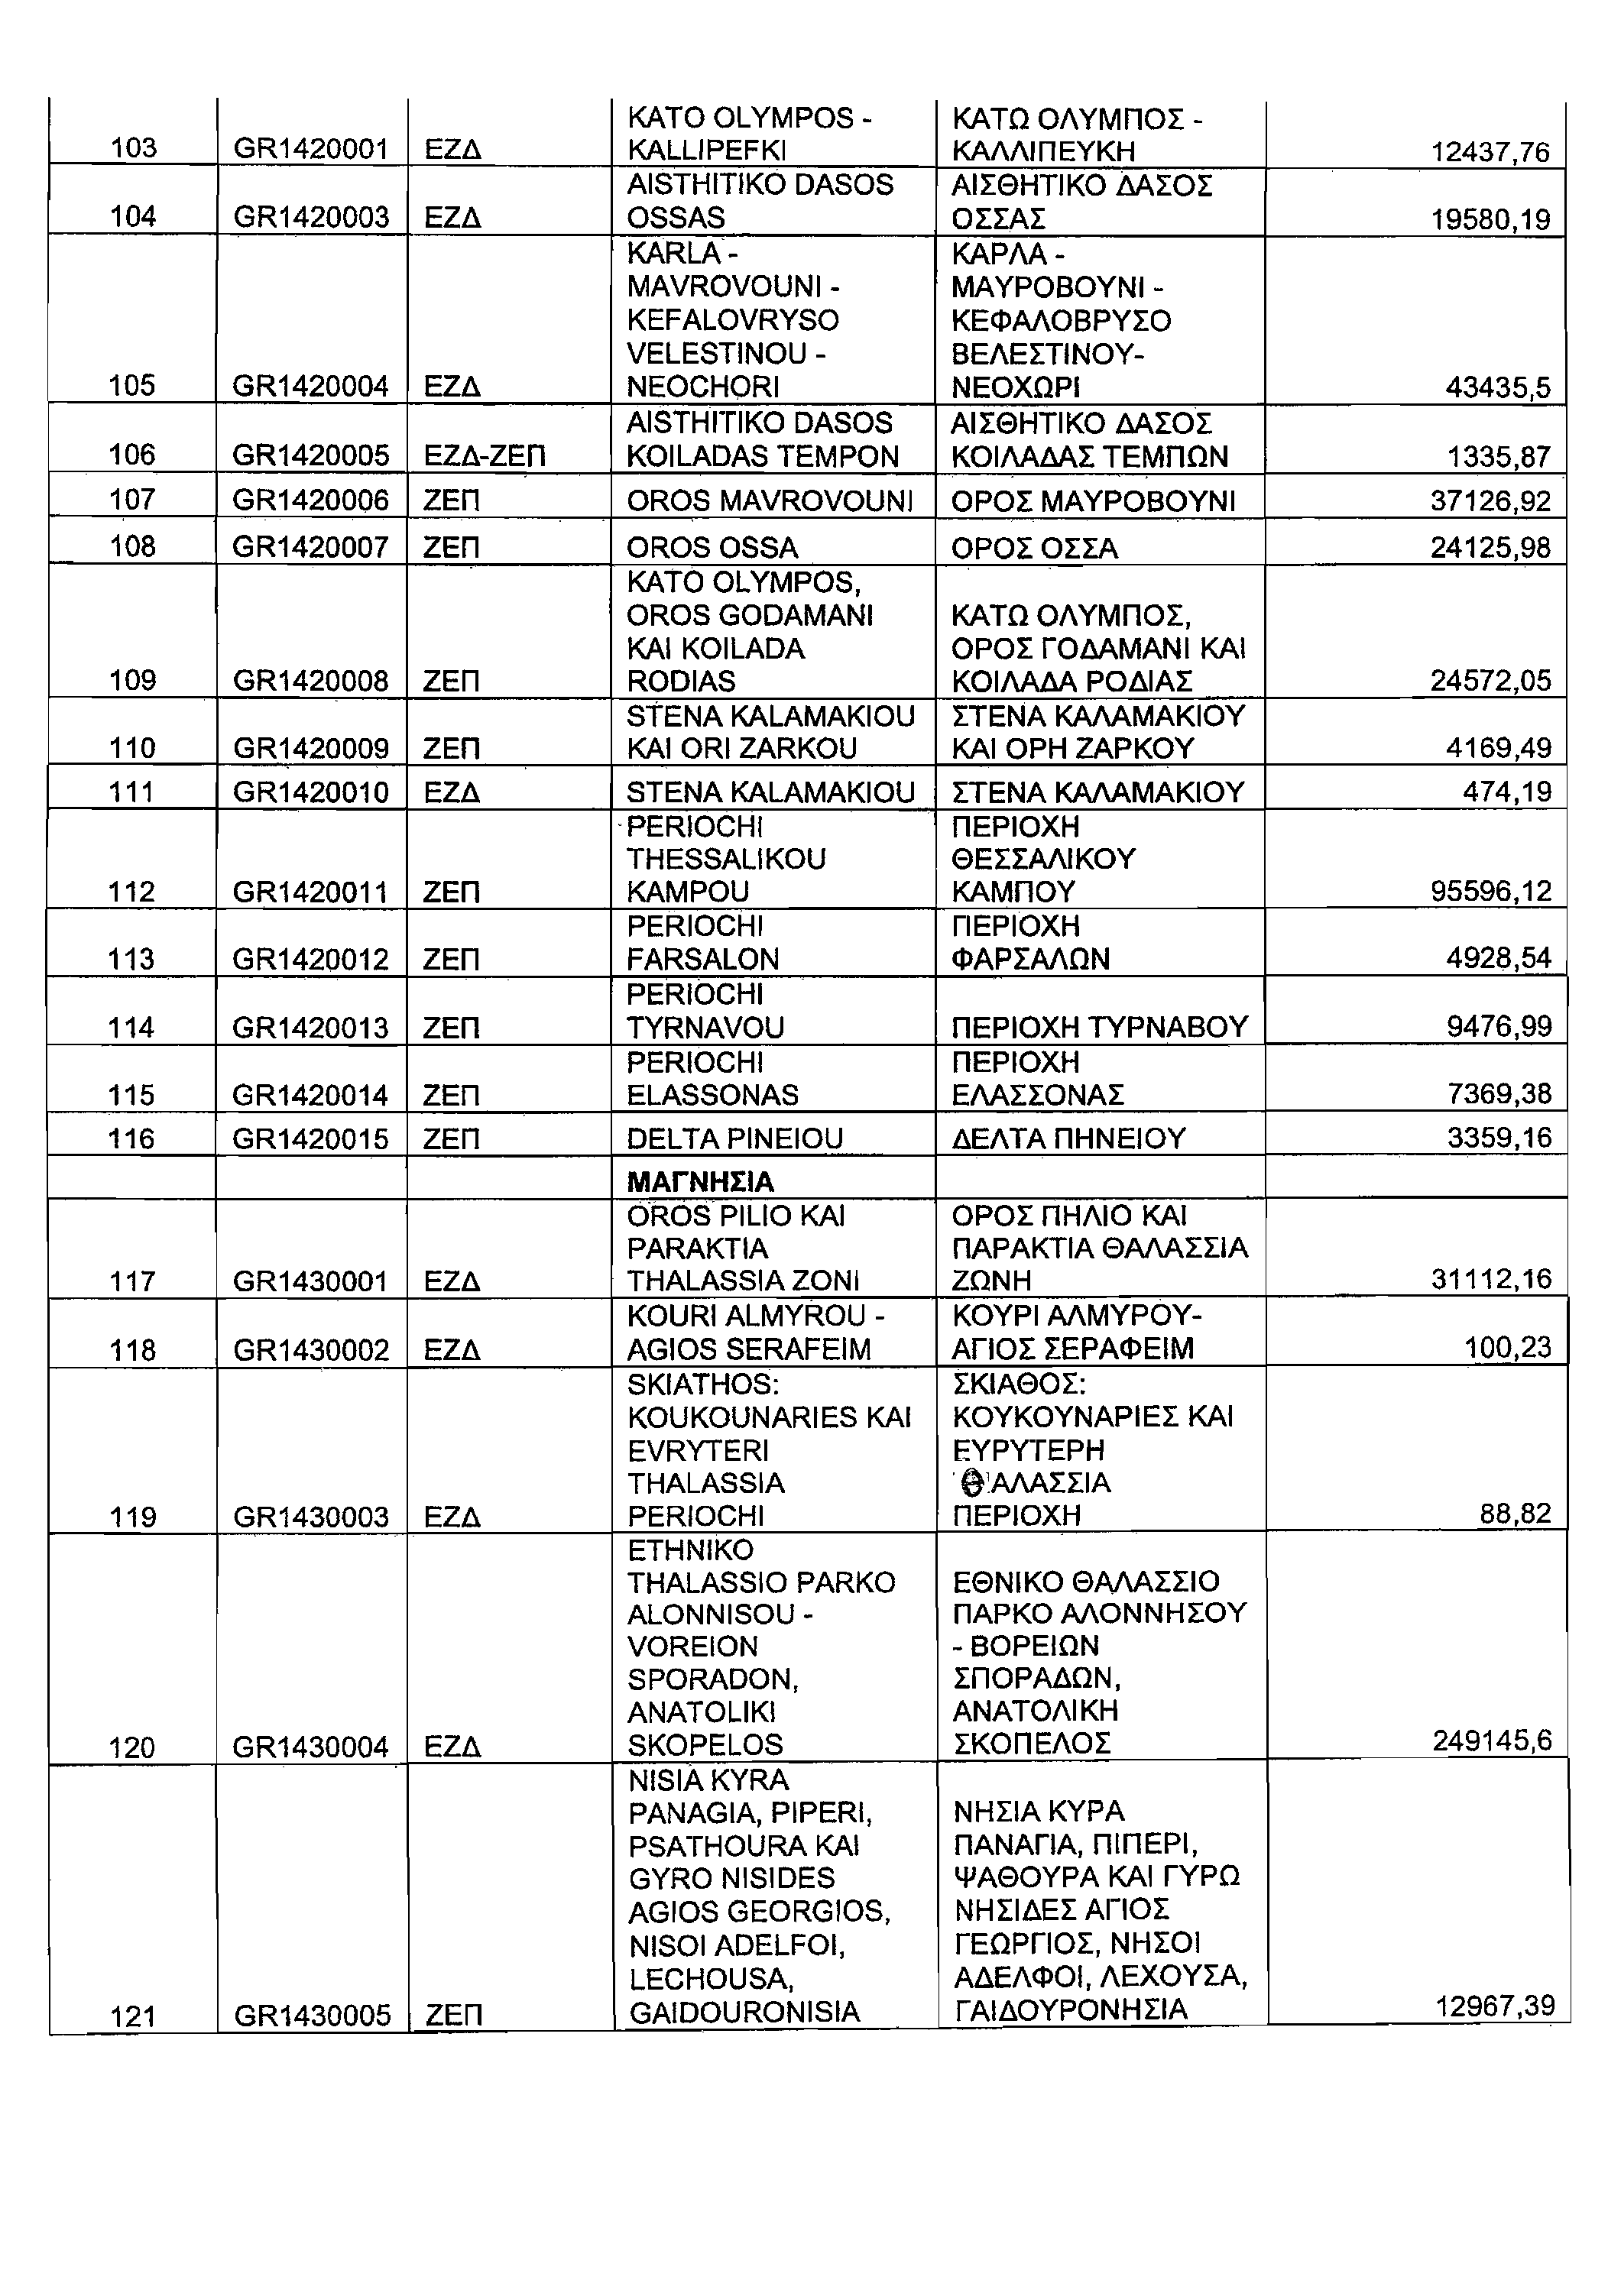 KATO OLYMPOS - ΚΑΤΩ ΟΛΥΜΠΟΣ -
103 GR1420001 ΕΖΔ KALLIPEFKI ΚΑΛΛΙΠΕΥΚΗ 12437,76
AISTHITIKO DASOS ΑΙΣΘΗΤΙΚΟ ΔΑΣΟΣ
104 GR1420003 ΕΖΔ OSSAS ΟΣΣΑΣ 19580,19
KARLA - ΚΑΡΛΑ -
MAVROVOUNI - ΜΑΥΡΟΒΟΥΝΙ -
KEFALOVRYSO ΚΕΦΑΛΟΒΡΥΣΟ
VELESTINOU - ΒΕΛΕΣΤΙΝΟΥ-
105 GR1420004 ΕΖΔ NEOCHORI ΝΕΟΧΩΡΙ 43435,5
AISTHITIKO DASOS ΑΙΣΘΗΤΙΚΟ ΔΑΣΟΣ
106 GR1420005 ΕΖΔ-ΖΕΠ KOILADAS TEMPON ΚΟΙΛΑΔΑΣ ΤΕΜΠΩΝ 1335,87
107 GR1420006 ΖΕΠ OROS MAVROVOUNI ΟΡΟΣ ΜΑΥΡΟΒΟΥΝΙ 37126,92
108 GR1420007 ΖΕΠ OROS OSSA ΟΡΟΣ ΟΣΣΑ 24125,98
KATO OLYMPOS,
OROS GODAMANI ΚΑΤΩ ΟΛΥΜΠΟΣ,
KAI KOILADA ΟΡΟΣ ΓΟΔΑΜΑΝΙ ΚΑΙ
109 GR1420008 ΖΕΠ RODIAS ΚΟΙΛΑΔΑ ΡΟΔΙΑΣ 24572,05
STENA KALAMAKIOU ΣΤΕΝΑ ΚΑΛΑΜΑΚΙΟΥ
110 GR1420009 ΖΕΠ KAI ORI ZARKOU ΚΑΙ ΟΡΗ ΖΑΡΚΟΥ 4169,49
111 GR1420010 ΕΖΔ STENA KALAMAKIOU ΣΤΕΝΑ ΚΑΛΑΜΑΚΙΟΥ 474,19
PERIOCHI ΠΕΡΙΟΧΗ
THESSALIKOU ΘΕΣΣΑΛΙΚΟΥ
112 GR1420011 ΖΕΠ KAMPOU ΚΑΜΠΟΥ 95596,12
PERIOCHI ΠΕΡΙΟΧΗ
113 GR1420012 ΖΕΠ FARSALON ΦΑΡΣΑΛΩΝ 4928,54
PERIOCHI
114 GR1420013 ΖΕΠ TYRNAVOU ΠΕΡΙΟΧΗ ΤΥΡΝΑΒΟΥ 9476,99
PERIOCHI ΠΕΡΙΟΧΗ
115 GR1420014 ΖΕΠ ELASSONAS ΕΛΑΣΣΟΝΑΣ 7369,38
116 GR1420015 ΖΕΠ DELTA PINEIOU ΔΕΛΤΑ ΠΗΝΕΙΟΥ 3359,16
ΜΑΓΝΗΣΙΑ
OROS PILIO KAI ΟΡΟΣ ΠΗΛΙΟ ΚΑΙ
PARAKTIA ΠΑΡΑΚΤΙΑ ΘΑΛΑΣΣΙΑ
117 GR1430001 ΕΖΔ THALASSIA ZONI ΖΩΝΗ 31112,16
KOURI ALMYROU - ΚΟΥΡΙ ΑΛΜΥΡΟΥ-
118 GR1430002 ΕΖΔ AGIOS SERAFEIM ΑΓΙΟΣ ΣΕΡΑΦΕΙΜ 100,23
SKIATHOS: ΣΚΙΑΘΟΣ:
KOUKOUNARIES KAI ΚΟΥΚΟΥΝΑΡΙΕΣ ΚΑΙ
EVRYTERI ΕΥΡΥΤΕΡΗ
THALASSIA ΘΑΛΑΣΣΙΑ
119 GR1430003 ΕΖΔ PERIOCHI ΠΕΡΙΟΧΗ 88,82
ETHNIKO
THALASSIO PARKO ΕΘΝΙΚΟ ΘΑΛΑΣΣΙΟ
ALONNISOU - ΠΑΡΚΟ ΑΛΟΝΝΗΣΟΥ
VOREION - ΒΟΡΕΙΩΝ
SPORADON, ΣΠΟΡΑΔΩΝ,
ANATOLIKI ΑΝΑΤΟΛΙΚΗ
120 GR1430004 ΕΖΔ SKOPELOS ΣΚΟΠΕΛΟΣ 249145,6
NISIA KYRA
PANAGIA, PIPERI, ΝΗΣΙΑ ΚΥΡΑ
PSATHOURA KAI ΠΑΝΑΓΙΑ, ΠΙΠΕΡΙ,
GYRO NISIDES ΨΑΘΟΥΡΑ ΚΑΙ ΓΥΡΩ
AGIOS GEORGIOS, ΝΗΣΙΔΕΣ ΑΓΙΟΣ
NISOI ADELFOI, ΓΕΩΡΓΙΟΣ, ΝΗΣΟΙ
LECHOUSA, ΑΔΕΛΦΟΙ, ΛΕΧΟΥΣΑ,
121 GR1430005 ΖΕΠ GAIDOURONISIA ΓΑΙΔΟΥΡΟΝΗΣΙΑ 12967,39